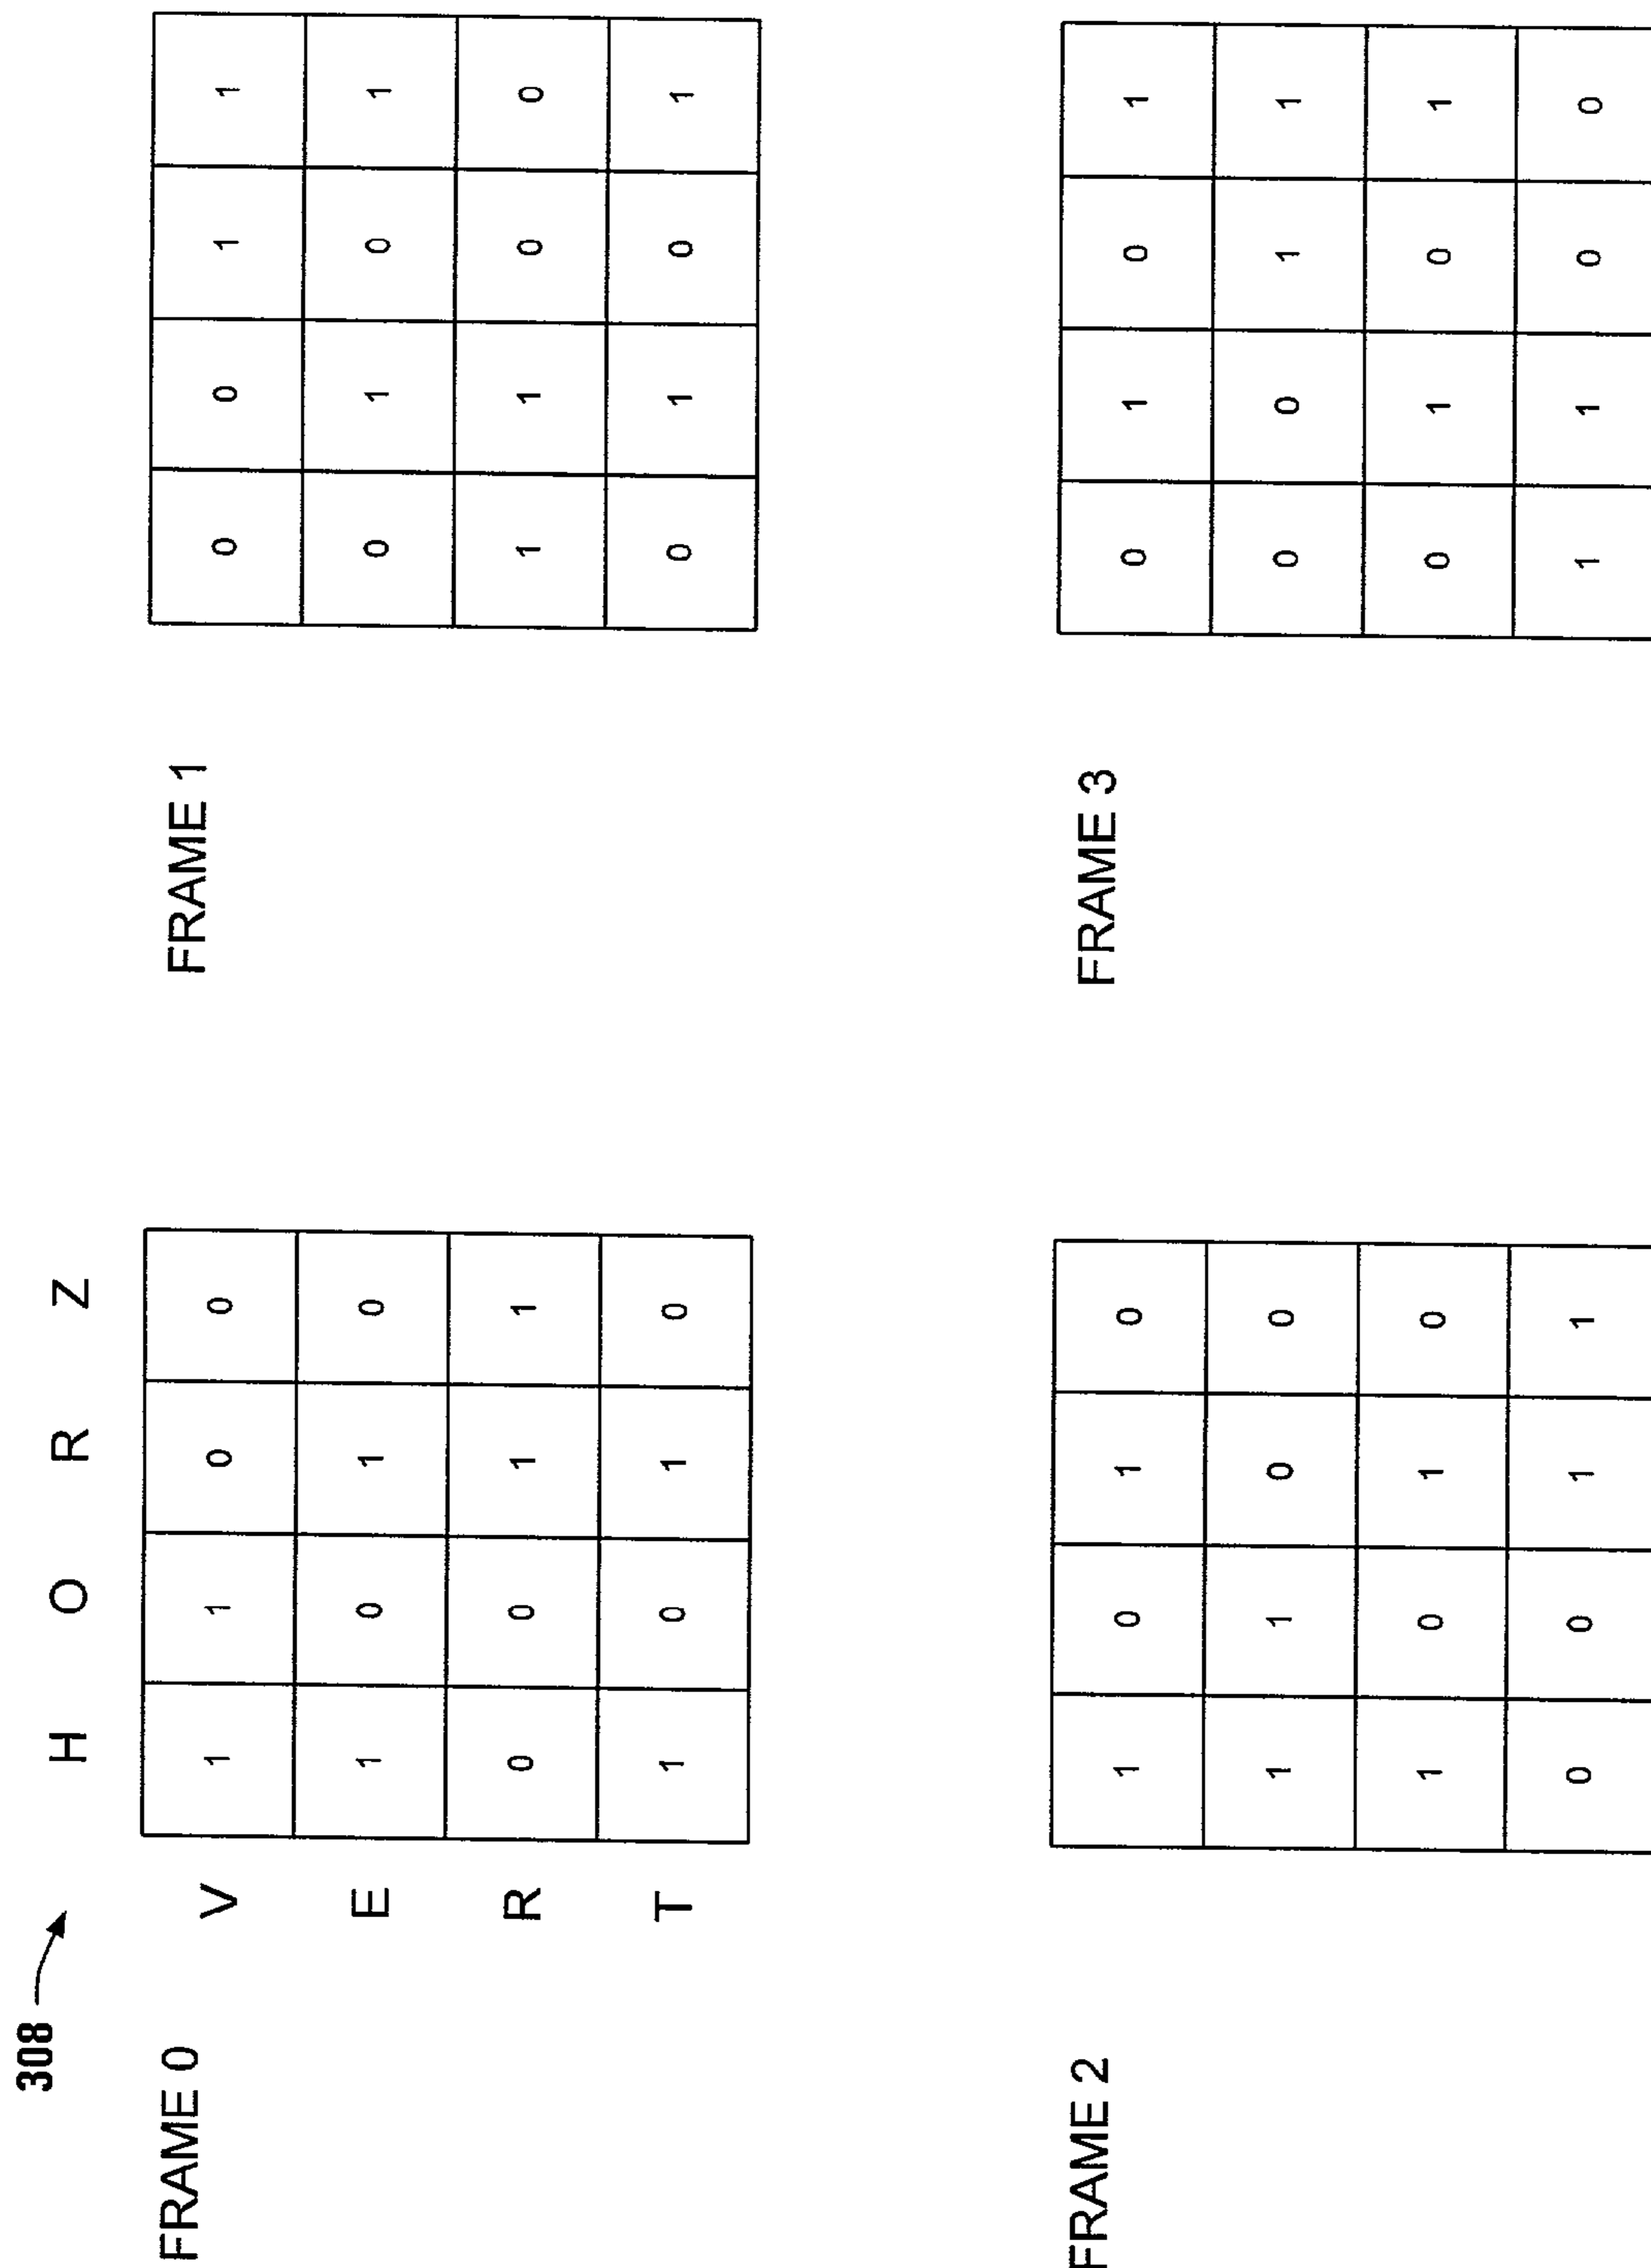 308
H O R Z
FRAME 0
V 1 1 0 0
E 1 0 1 0
R 0 0 1 1
T 1 0 1 0
FRAME 1
0 0 1 1
0 1 0 1
1 1 0 0
0 1 0 1
FRAME 2
1 0 1 0
1 1 0 0
1 0 1 0
0 0 1 1
FRAME 3
0 1 0 1
0 0 1 1
0 1 0 1
1 1 0 0